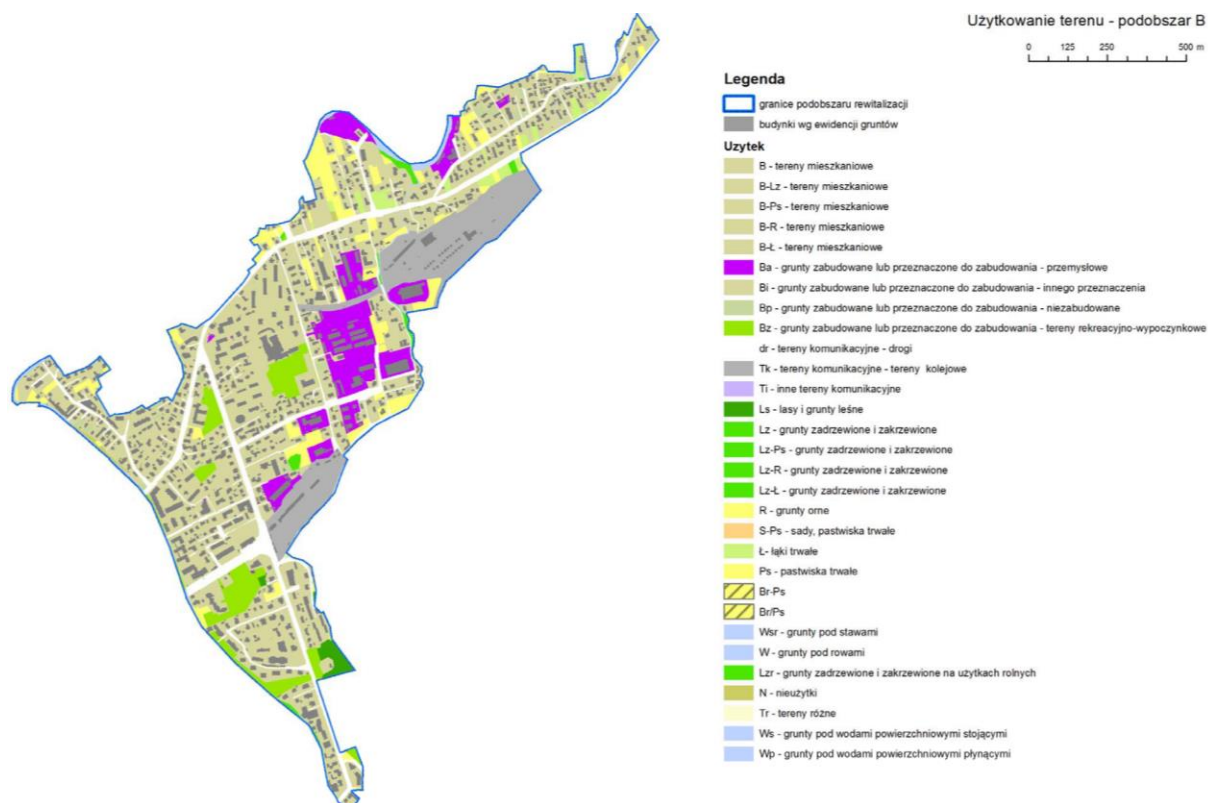 Użytkowanie terenu - podobszar B
0 125 250 500 m
Legenda
granice podobszaru rewitalizacji
budynki wg ewidencji gruntów
Uzytek
B - tereny mieszkaniowe
B-Lz - tereny mieszkaniowe
B-Ps - tereny mieszkaniowe
B-R - tereny mieszkaniowe
B-Ł - tereny mieszkaniowe
Ba - grunty zabudowane lub przeznaczone do zabudowania - przemysłowe
Bi - grunty zabudowane lub przeznaczone do zabudowania - innego przeznaczenia
Bp - grunty zabudowane lub przeznaczone do zabudowania - niezabudowane
Bz - grunty zabudowane lub przeznaczone do zabudowania - tereny rekreacyjno-wypoczynkowe
dr - tereny komunikacyjne - drogi
Tk - tereny komunikacyjne - tereny kolejowe
Ti - inne tereny komunikacyjne
Ls - lasy i grunty leśne
Lz - grunty zadrzewione i zakrzewione
Lz-Ps - grunty zadrzewione i zakrzewione
Lz-R - grunty zadrzewione i zakrzewione
Lz-Ł - grunty zadrzewione i zakrzewione
R - grunty orne
S-Ps - sady, pastwiska trwałe
Ł- łąki trwałe
Ps - pastwiska trwałe
Br-Ps
Br/Ps
Wsr - grunty pod stawami
W - grunty pod rowami
Lzr - grunty zadrzewione i zakrzewione na użytkach rolnych
N - nieużytki
Tr - tereny różne
Ws - grunty pod wodami powierzchniowymi stojącymi
Wp - grunty pod wodami powierzchniowymi płynącymi